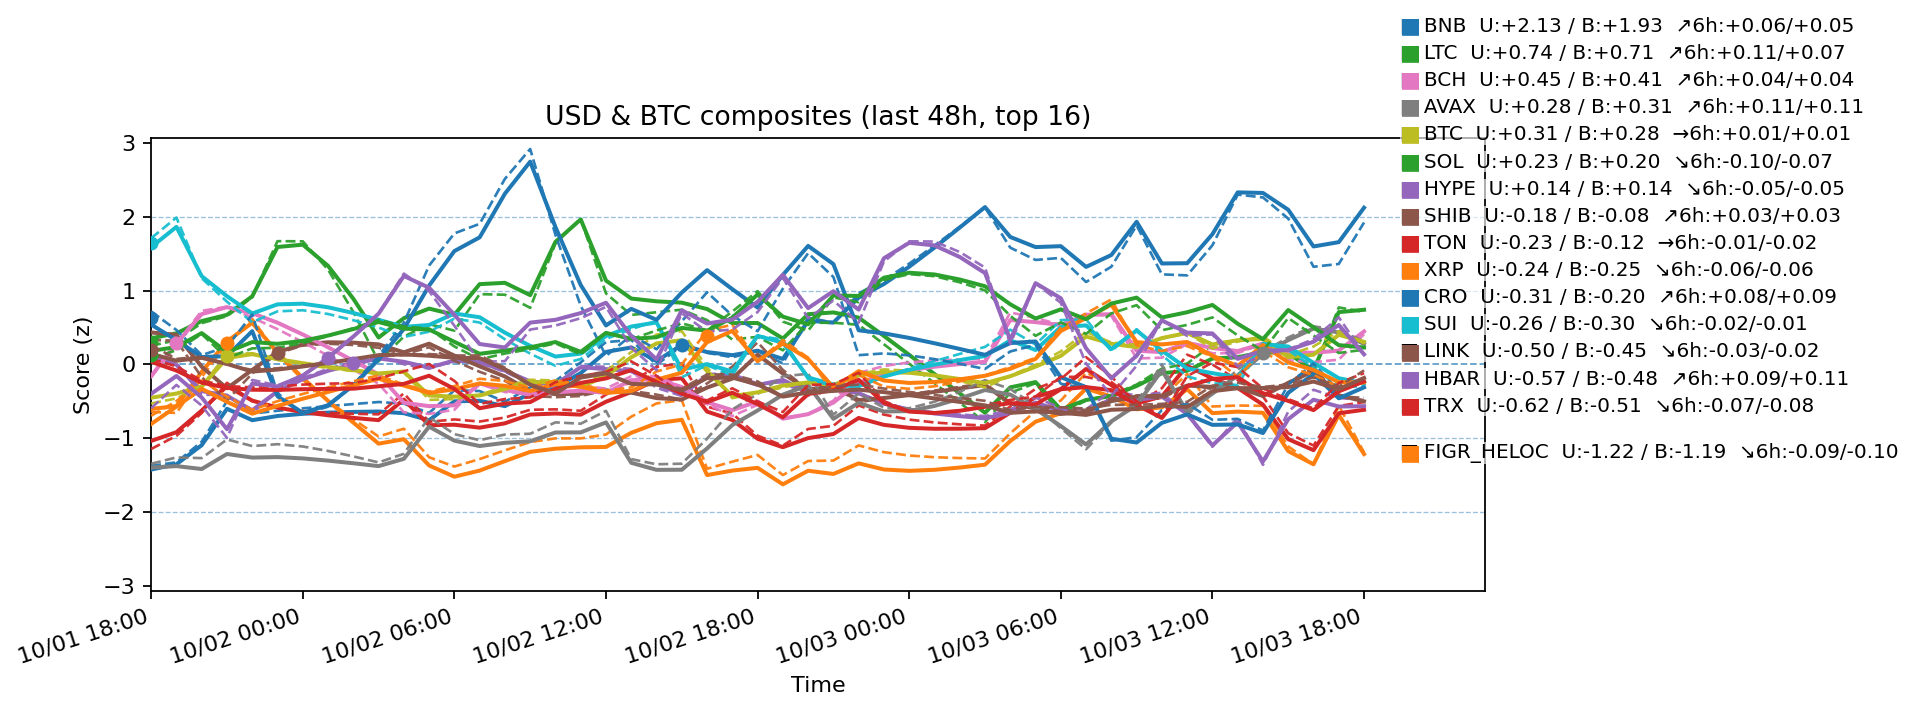 BNB U:+2.13 / B:+1.93 ↗6h:+0.06/+0.05
LTC U:+0.74 / B:+0.71 ↗6h:+0.11/+0.07
BCH U:+0.45 / B:+0.41 ↗6h:+0.04/+0.04
AVAX U:+0.28 / B:+0.31 ↗6h:+0.11/+0.11
BTC U:+0.31 / B:+0.28 →6h:+0.01/+0.01
SOL U:+0.23 / B:+0.20 ↘6h:-0.10/-0.07
HYPE U:+0.14 / B:+0.14 ↘6h:-0.05/-0.05
SHIB U:-0.18 / B:-0.08 ↗6h:+0.03/+0.03
TON U:-0.23 / B:-0.12 →6h:-0.01/-0.02
XRP U:-0.24 / B:-0.25 ↘6h:-0.06/-0.06
CRO U:-0.31 / B:-0.20 ↗6h:+0.08/+0.09
SUI U:-0.26 / B:-0.30 ↘6h:-0.02/-0.01
LINK U:-0.50 / B:-0.45 ↘6h:-0.03/-0.02
HBAR U:-0.57 / B:-0.48 ↗6h:+0.09/+0.11
TRX U:-0.62 / B:-0.51 ↘6h:-0.07/-0.08
FIGR_HELOC U:-1.22 / B:-1.19 ↘6h:-0.09/-0.10
USD & BTC composites (last 48h, top 16)
Score (z)
3
2
1
0
−1
−2
−3
10/01 18:00
10/02 00:00
10/02 06:00
10/02 12:00
10/02 18:00
10/03 00:00
10/03 06:00
10/03 12:00
10/03 18:00
Time